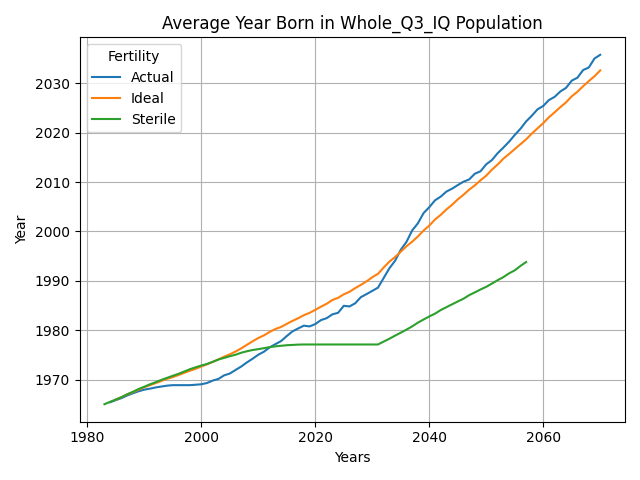 Average Year Born in Whole_Q3_IQ Population
Fertility
Actual
Ideal
Sterile
Year
2030
2020
2010
2000
1990
1980
1970
1980 2000 2020 2040 2060
Years